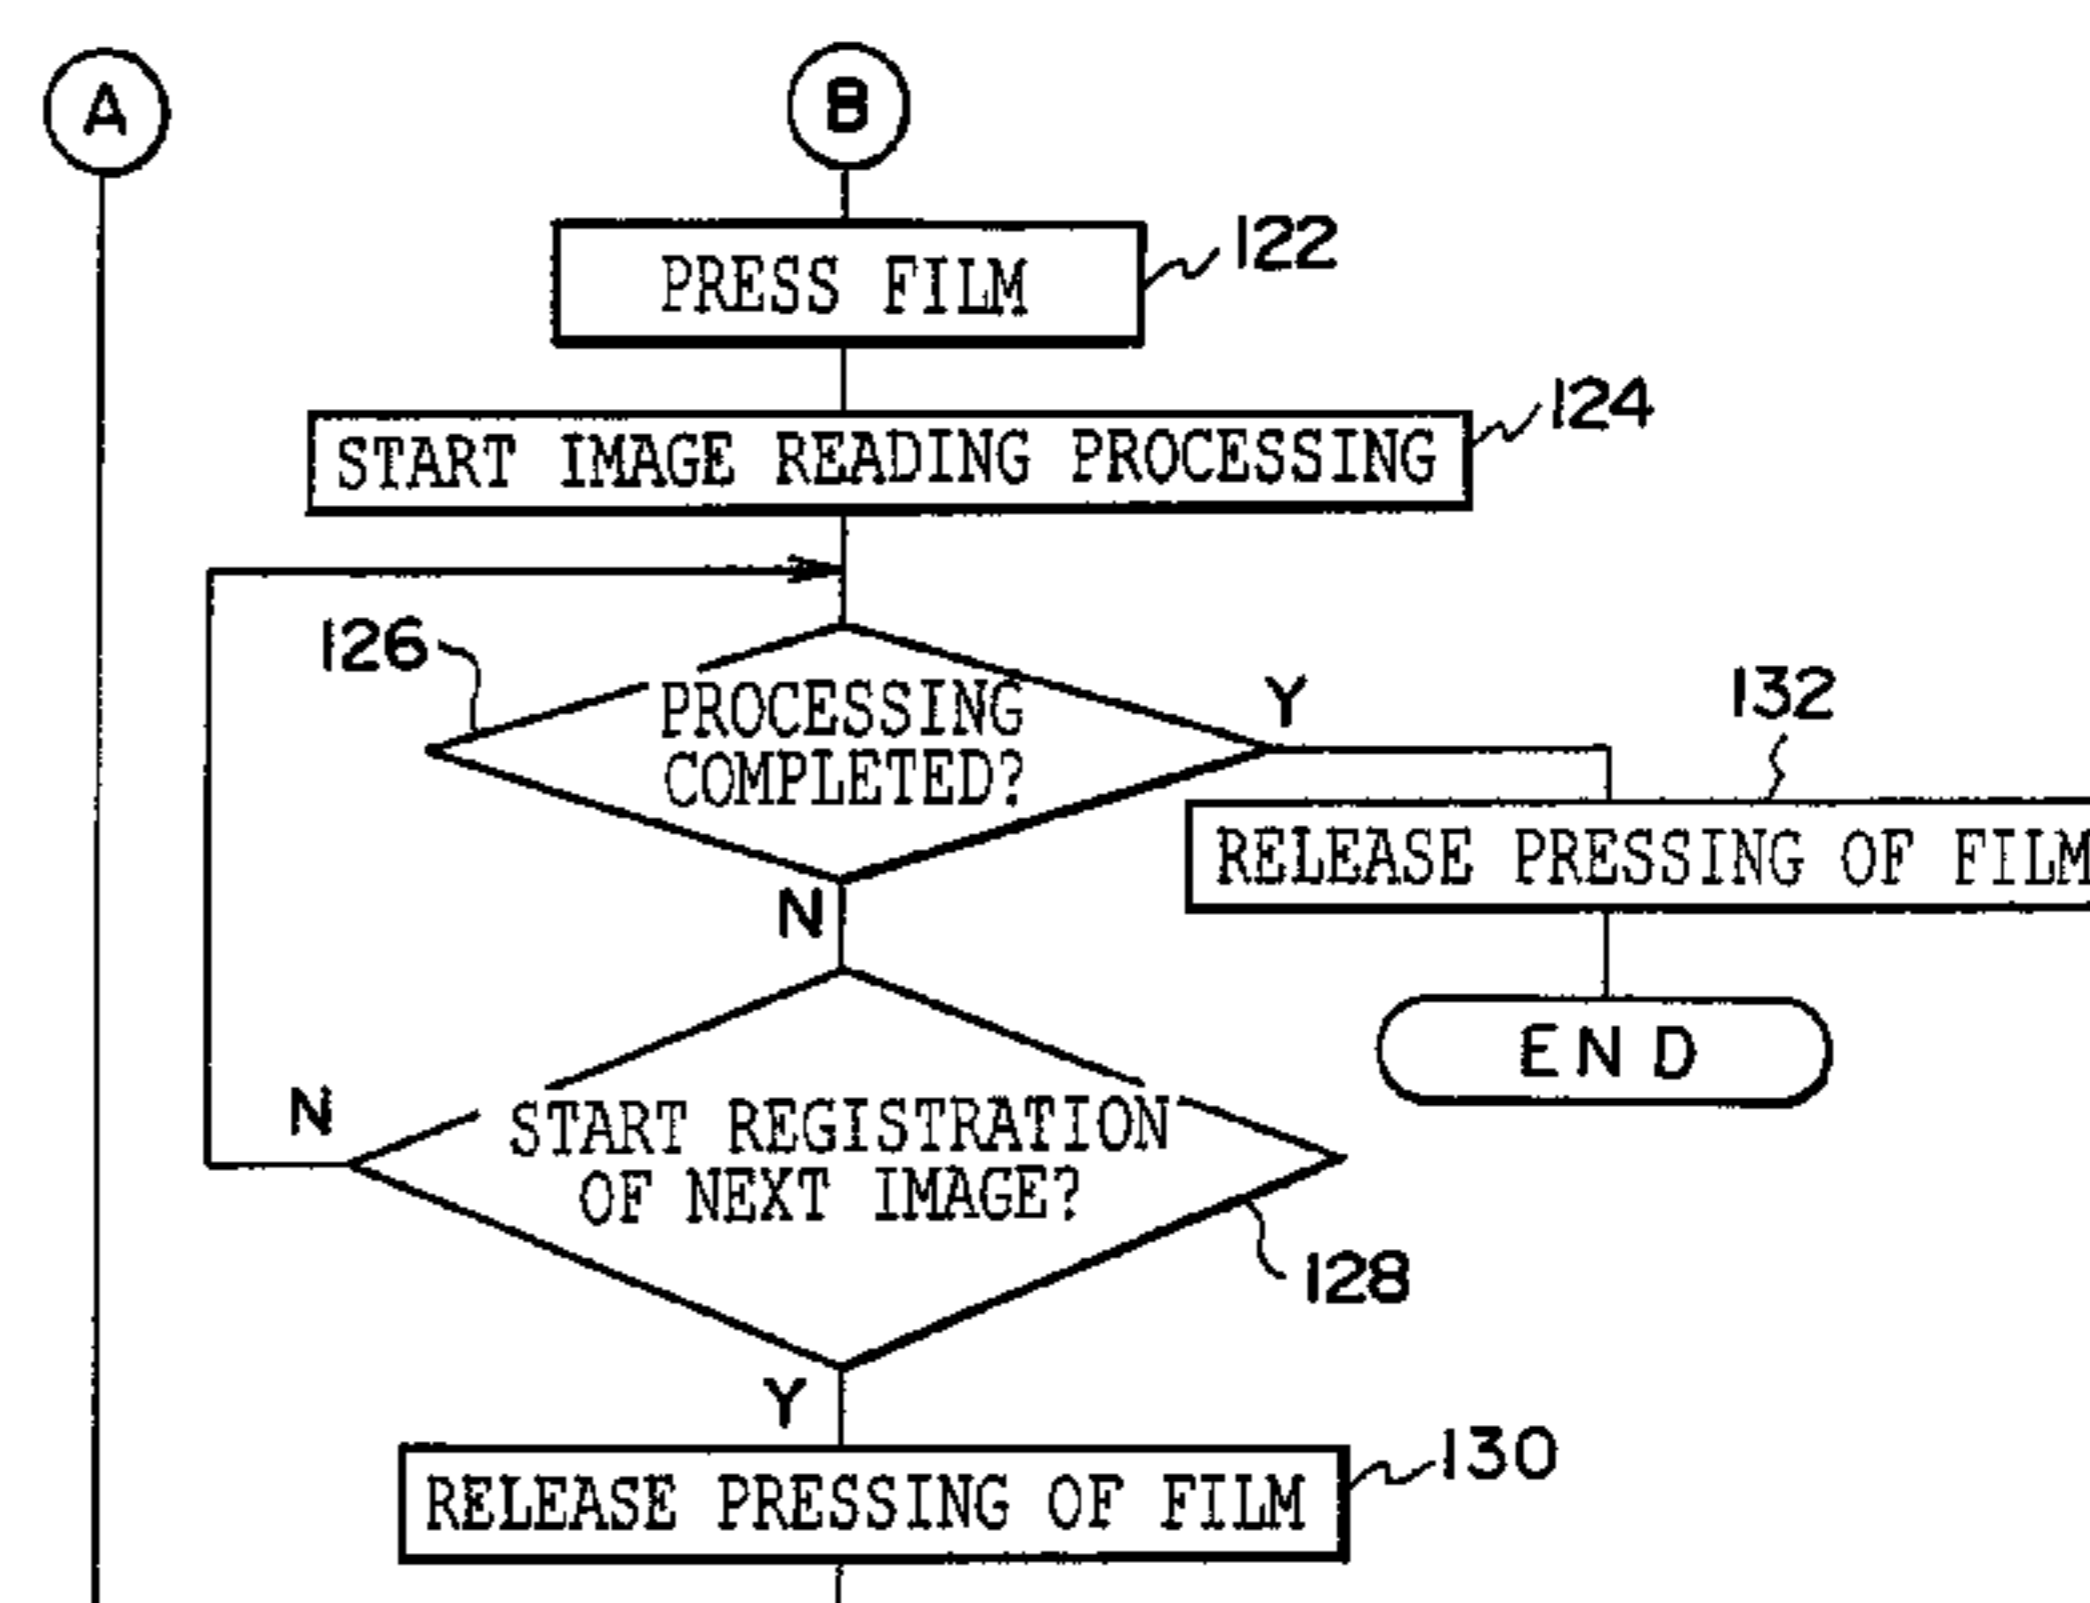 A
B
PRESS FILM
122
START IMAGE READING PROCESSING
124
126
PROCESSING
COMPLETED?
Y
132
N
RELEASE PRESSING OF FILM
END
N
START REGISTRATION
OF NEXT IMAGE?
128
Y
RELEASE PRESSING OF FILM
130